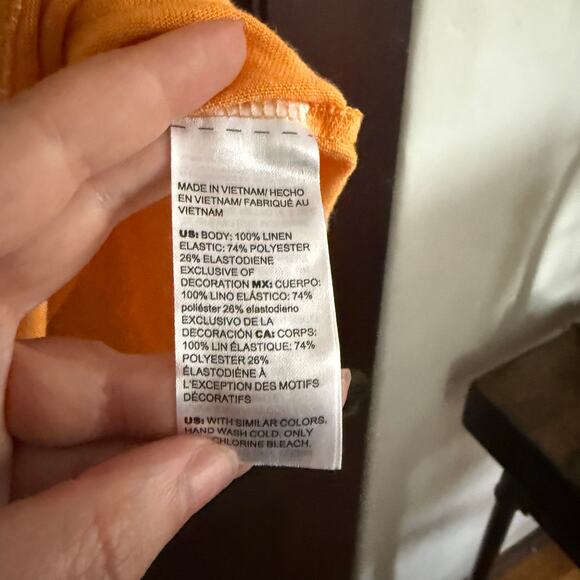 MADE IN VIETNAM/ HECHO
EN VIETNAM/ FABRIQUÉ AU
VIETNAM
US: BODY: 100% LINEN
ELASTIC: 74% POLYESTER
26% ELASTODIENE
EXCLUSIVE OF
DECORATION MX: CUERPO:
100% LINO ELÁSTICO: 74%
poliéster 26% elastodieno
EXCLUSIVO DE LA
DECORACIÓN CA: CORPS:
100% LIN ÉLASTIQUE: 74%
POLYESTER 26%
ÉLASTODIÈNE À
L'EXCEPTION DES MOTIFS
DÉCORATIFS
US: WITH SIMILAR COLORS.
HAND WASH COLD. ONLY
CHLORINE BLEACH.